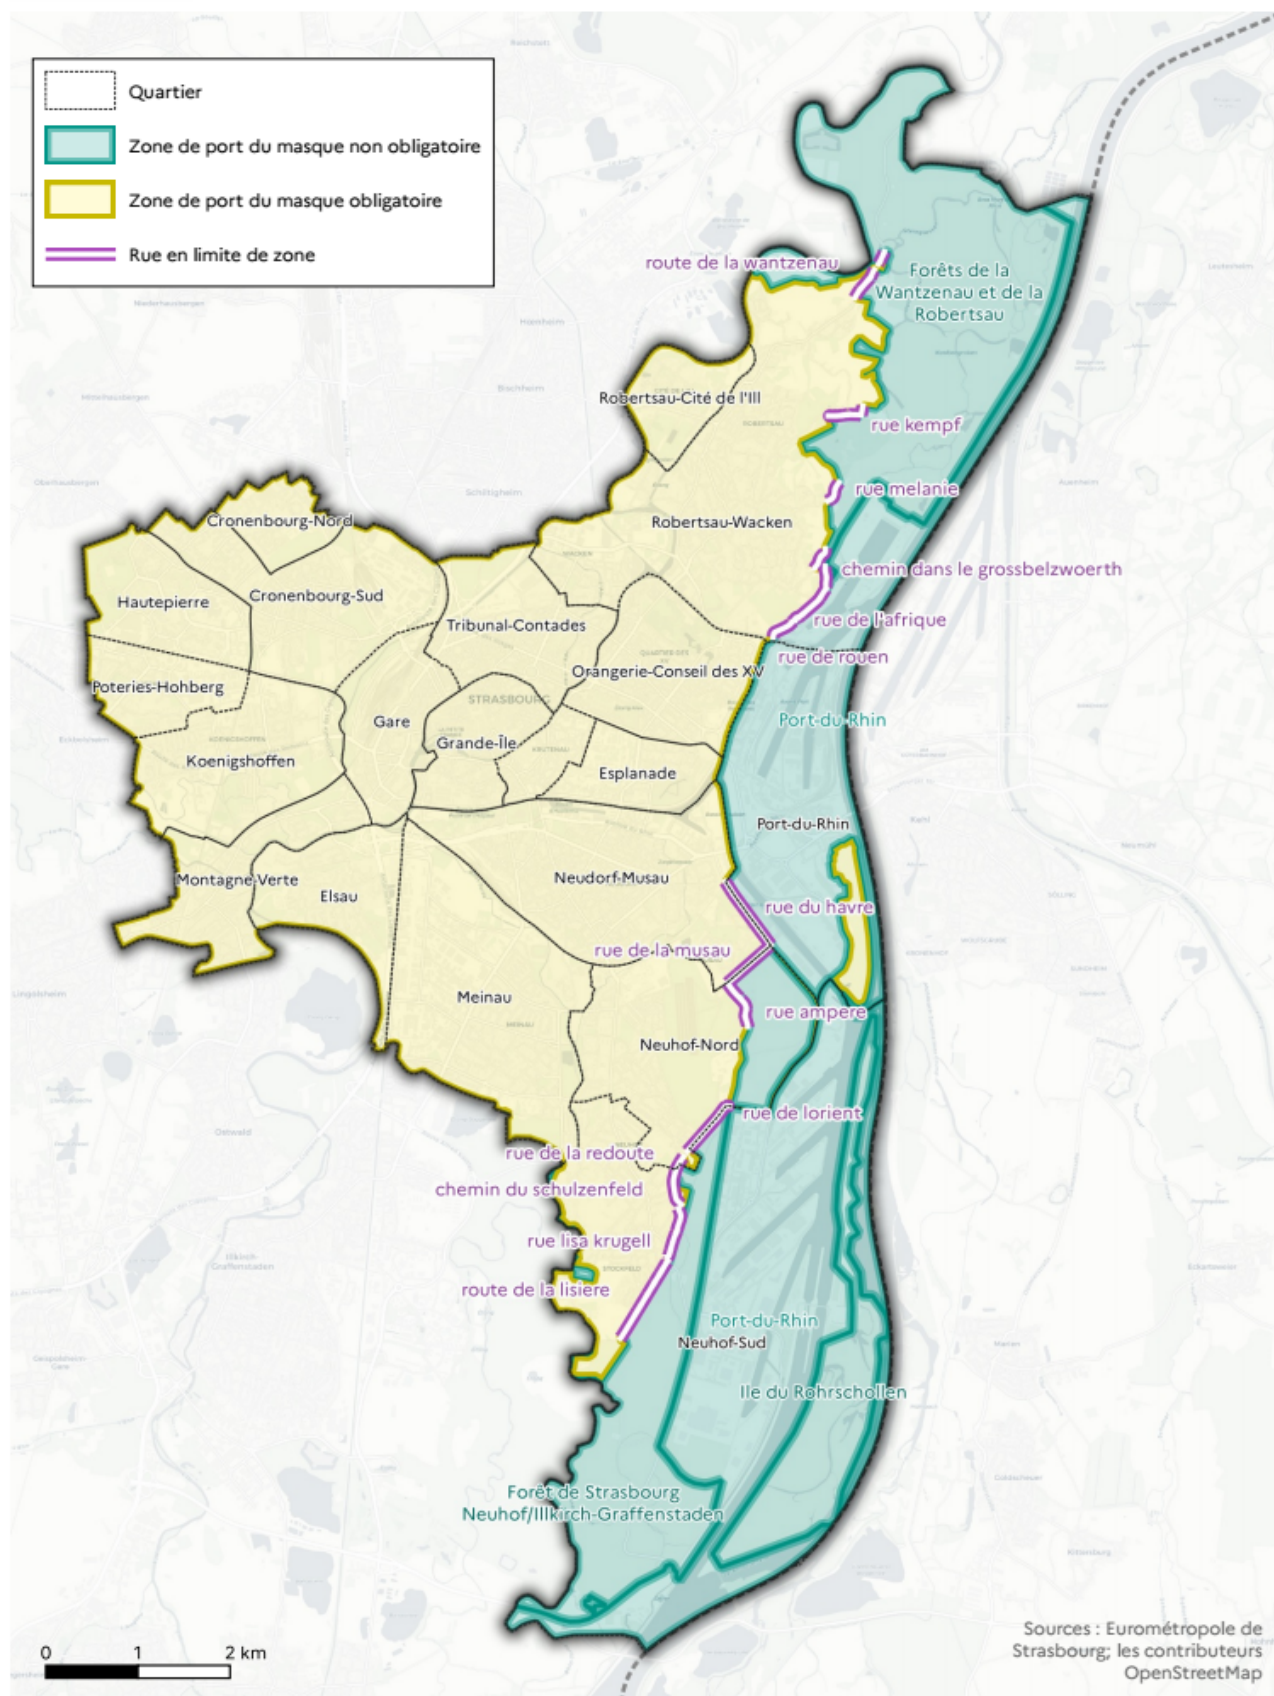 Quartier
Zone de port du masque non obligatoire
Zone de port du masque obligatoire
Rue en limite de zone
route de la wantzenau
Forêts de la
Wantzenau et de la
Robertsau
Robertsau-Cité de l'Ill
rue kempf
rue melanie
Cronenbourg-Nord
Robertsau-Wacken
chemin dans le grossbelzwoerth
Hautepierre
Cronenbourg-Sud
Tribunal-Contades
rue de l'afrique
rue de rouen
Orangerie-Conseil des XV
Poteries-Hohberg
STRASBOURG
Gare
Port-du-Rhin
Grande-Île
Koenigshoffen
Esplanade
Port-du-Rhin
Montagne-Verte
Elsau
Neudorf-Musau
rue du havre
rue de la musau
Meinau
rue ampere
Neuhof-Nord
rue de lorient
rue de la redoute
chemin du schulzenfeld
rue lisa krugell
route de la lisiere
Port-du-Rhin
Neuhof-Sud
Ile du Rohrschollen
Forêt de Strasbourg
Neuhof/Illkirch-Graffenstaden
0 1 2 km
Sources : Eurométropole de
Strasbourg; les contributeurs
OpenStreetMap